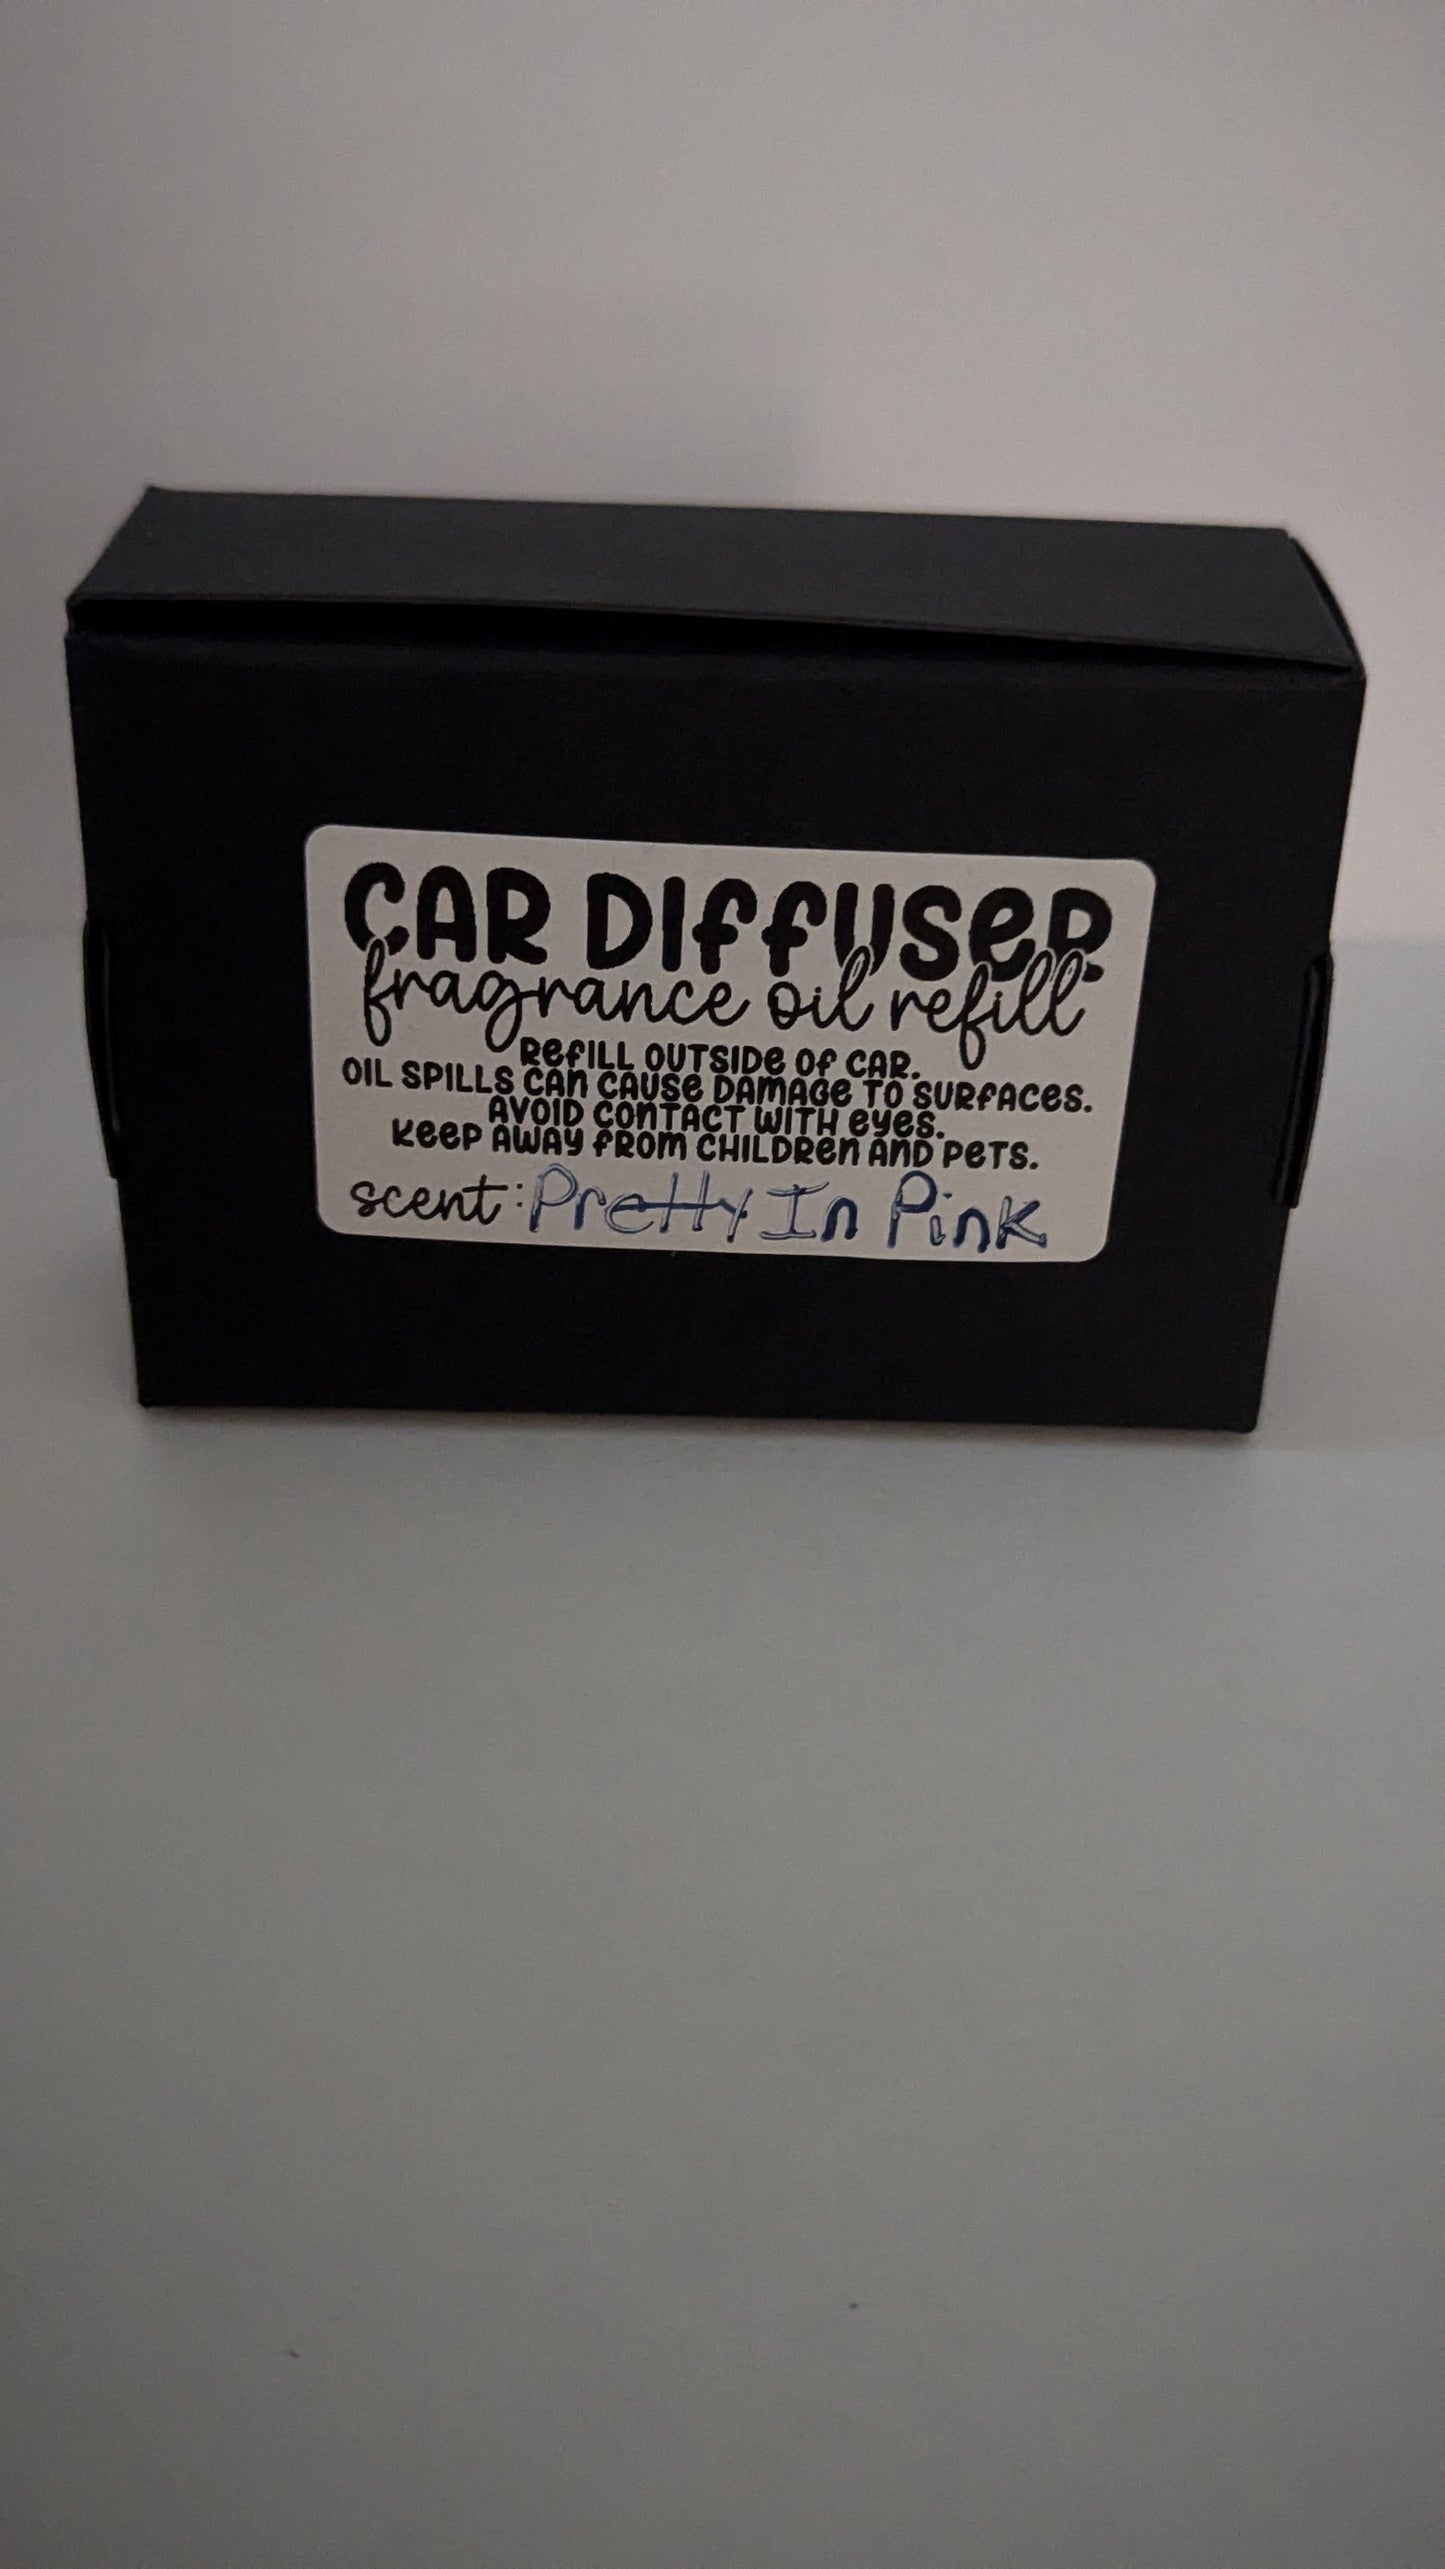 CAR DIFFUSER
fragrance oil refill
REFILL OUTSIDE OF CAR.
OIL SPILLS CAN CAUSE DAMAGE TO SURFACES.
AVOID CONTACT WITH EYES.
KEEP AWAY FROM CHILDREN AND PETS.
scent: Pretty In Pink